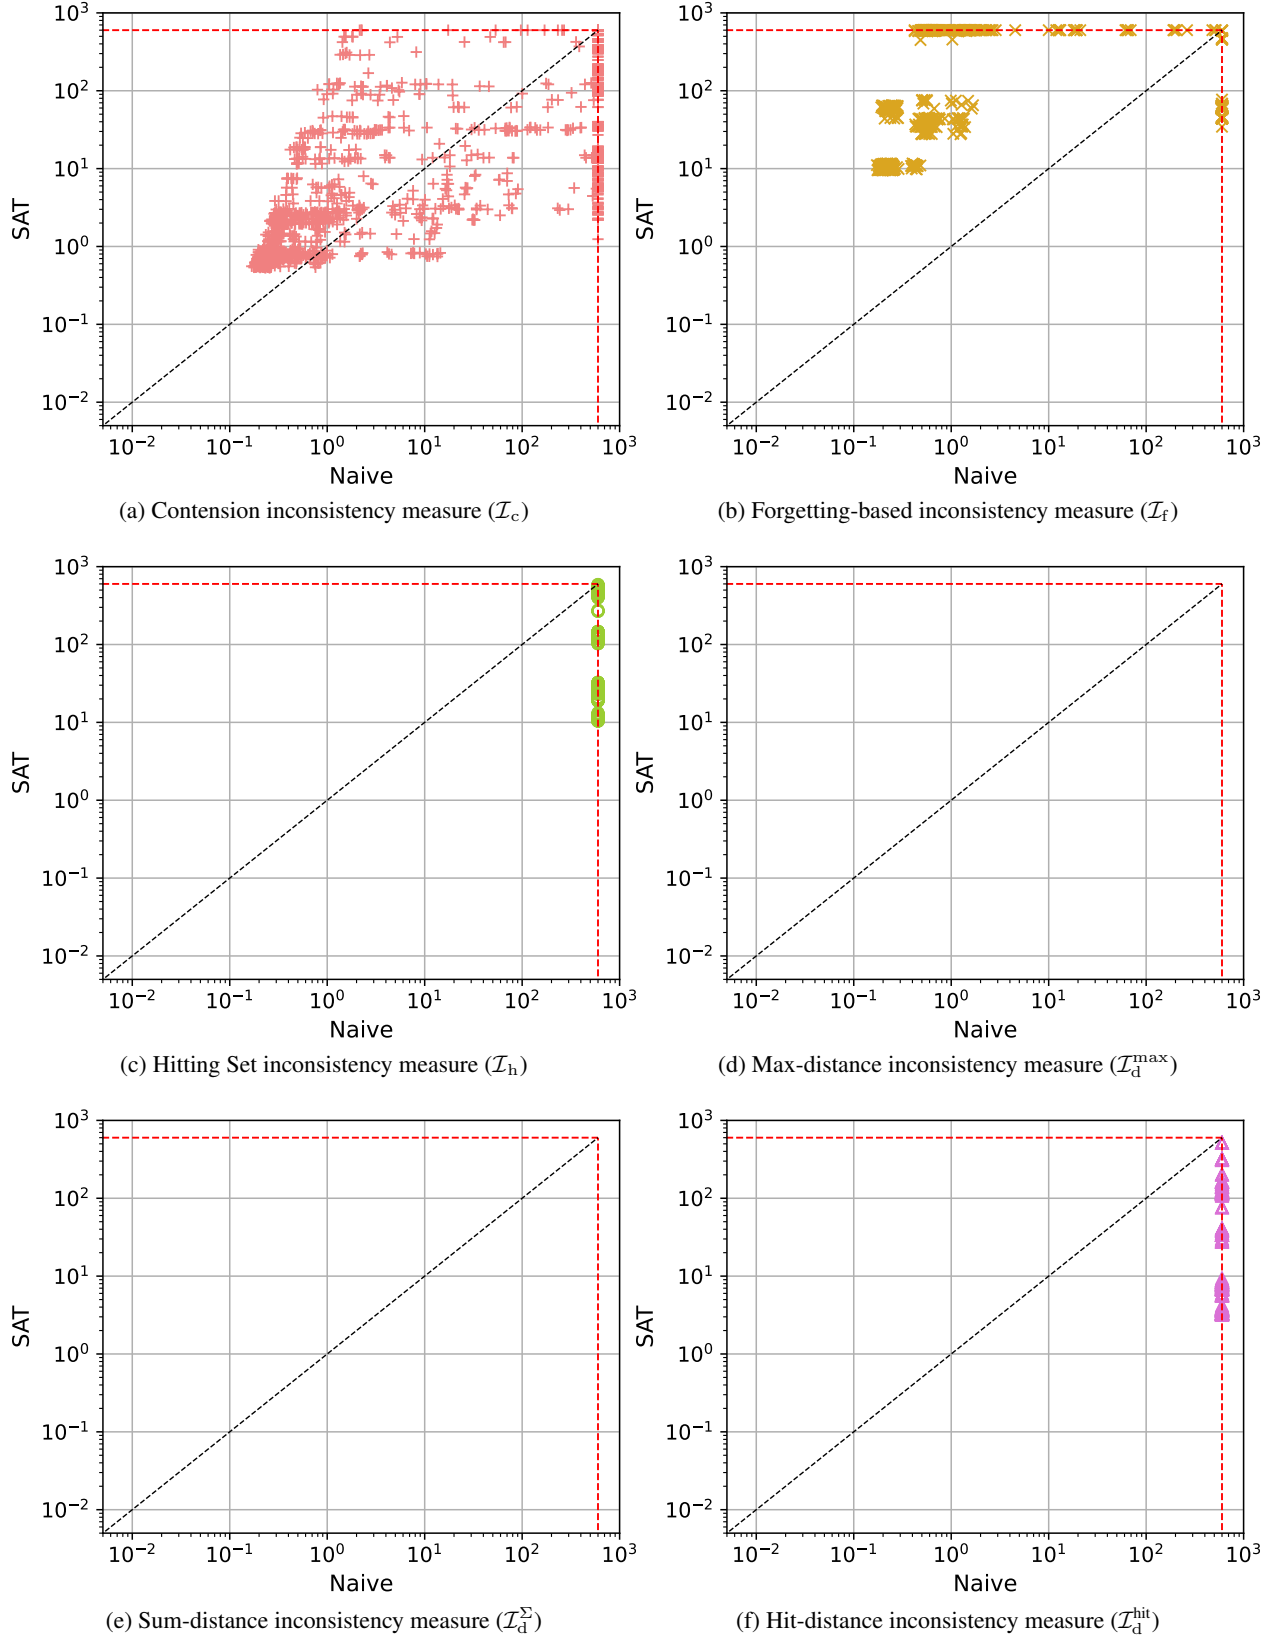 10³
10²
10¹
10⁰
10⁻¹
10⁻²
SAT
10⁻² 10⁻¹ 10⁰ 10¹ 10² 10³
Naive
(a) Contension inconsistency measure (𝓘_c)
10³
10²
10¹
10⁰
10⁻¹
10⁻²
SAT
10⁻² 10⁻¹ 10⁰ 10¹ 10² 10³
Naive
(b) Forgetting-based inconsistency measure (𝓘_f)
10³
10²
10¹
10⁰
10⁻¹
10⁻²
SAT
10⁻² 10⁻¹ 10⁰ 10¹ 10² 10³
Naive
(c) Hitting Set inconsistency measure (𝓘_h)
10³
10²
10¹
10⁰
10⁻¹
10⁻²
SAT
10⁻² 10⁻¹ 10⁰ 10¹ 10² 10³
Naive
(d) Max-distance inconsistency measure (𝓘_d^max)
10³
10²
10¹
10⁰
10⁻¹
10⁻²
SAT
10⁻² 10⁻¹ 10⁰ 10¹ 10² 10³
Naive
(e) Sum-distance inconsistency measure (𝓘_d^Σ)
10³
10²
10¹
10⁰
10⁻¹
10⁻²
SAT
10⁻² 10⁻¹ 10⁰ 10¹ 10² 10³
Naive
(f) Hit-distance inconsistency measure (𝓘_d^hit)